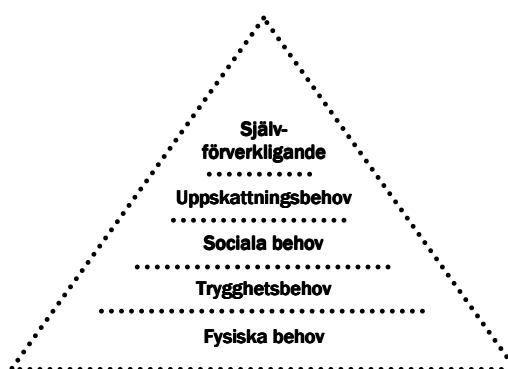 Själv-
förverkligande
Uppskattningsbehov
Sociala behov
Trygghetsbehov
Fysiska behov